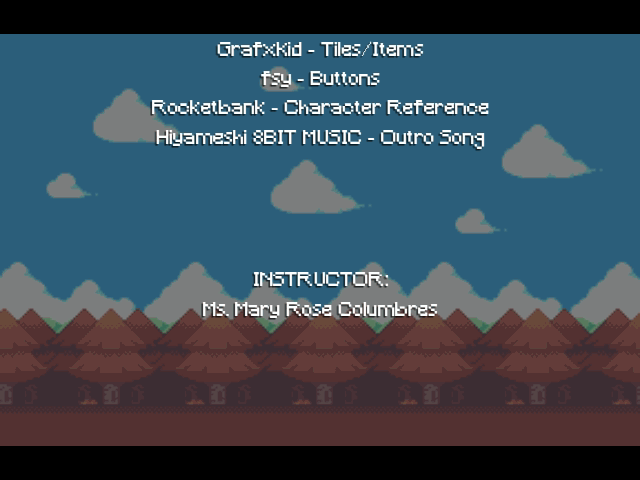 GrafxKid - Tiles/Items
fsy - Buttons
Rocketbank - Character Reference
Hiyameshi 8BIT MUSIC - Outro Song
INSTRUCTOR:
Ms. Mary Rose Columbres